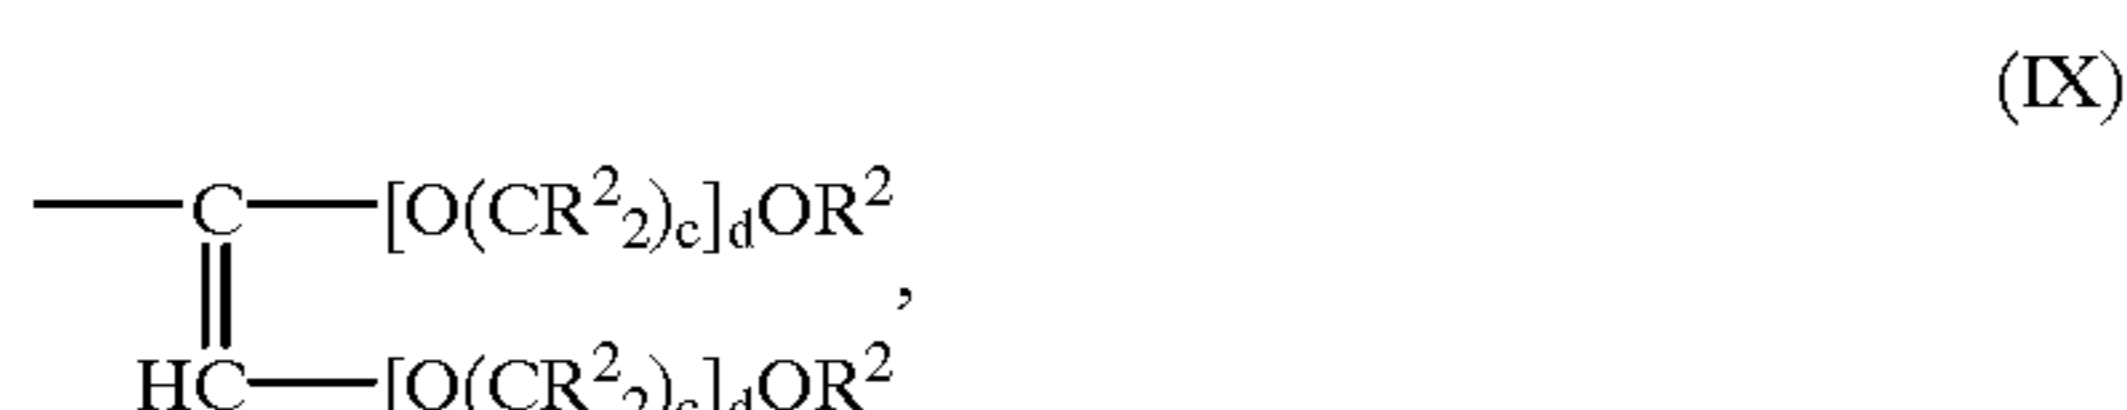 (IX)
C [O(CR²₂)c]dOR²
,
HC [O(CR²₂)c]dOR²